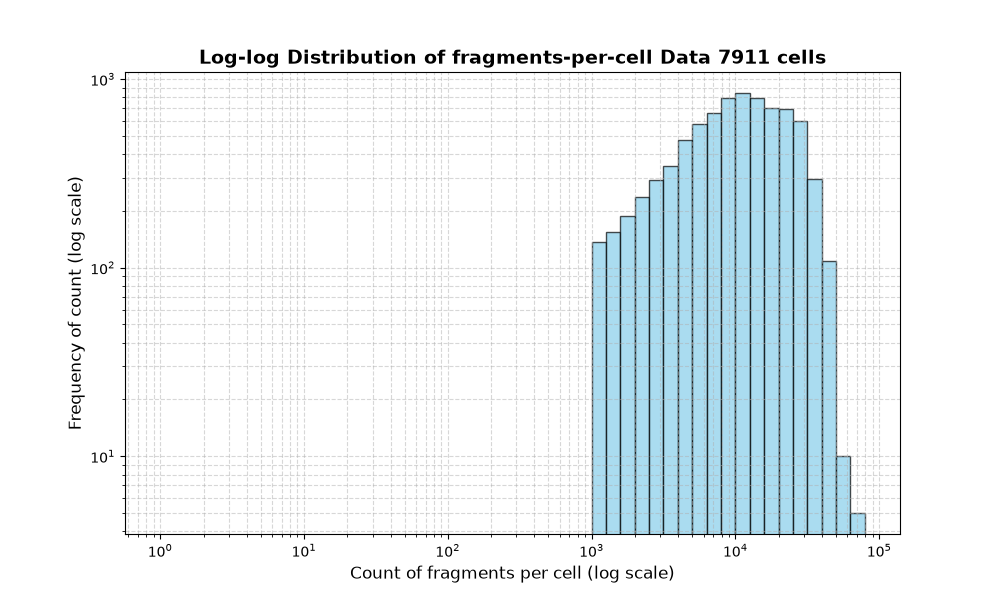 Log-log Distribution of fragments-per-cell Data 7911 cells
Frequency of count (log scale)
10³
10²
10¹
10⁰ 10¹ 10² 10³ 10⁴ 10⁵
Count of fragments per cell (log scale)